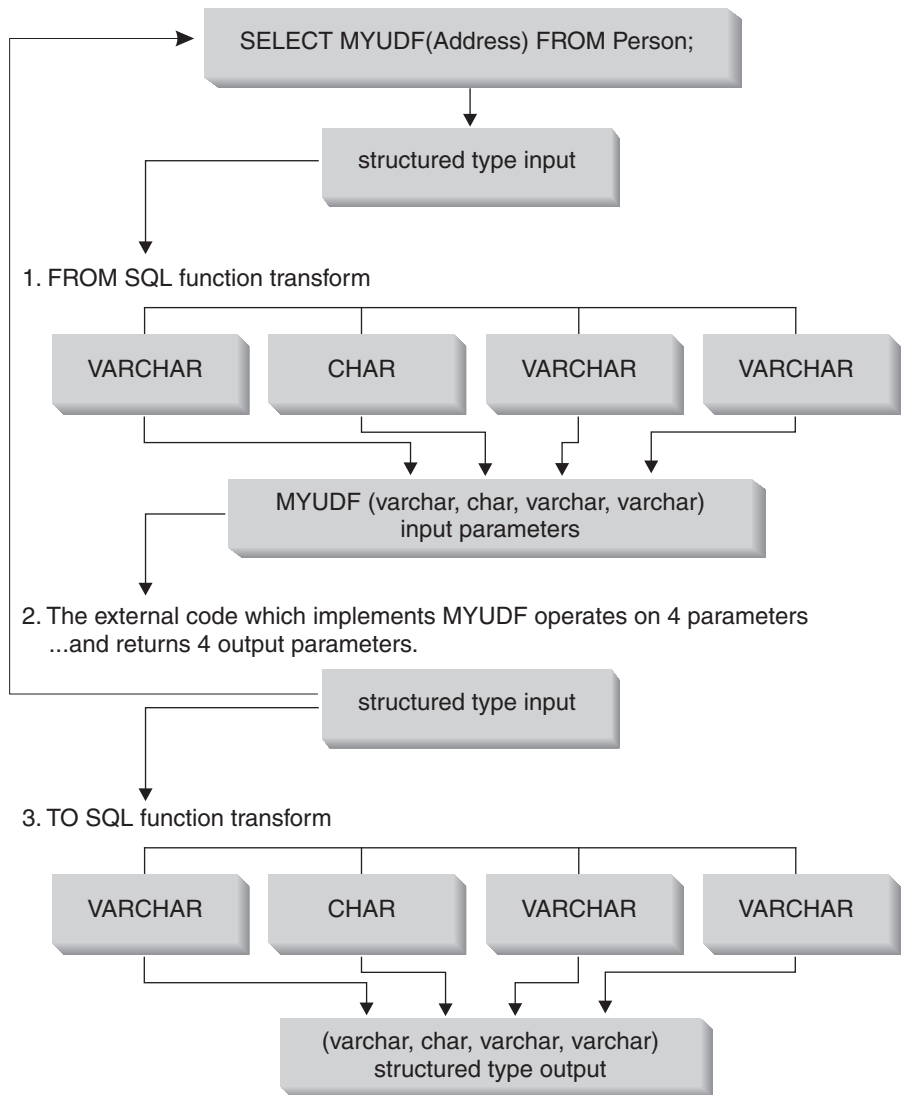 SELECT MYUDF(Address) FROM Person;
structured type input
1. FROM SQL function transform
VARCHAR
CHAR
VARCHAR
VARCHAR
MYUDF (varchar, char, varchar, varchar)
input parameters
2. The external code which implements MYUDF operates on 4 parameters
...and returns 4 output parameters.
structured type input
3. TO SQL function transform
VARCHAR
CHAR
VARCHAR
VARCHAR
(varchar, char, varchar, varchar)
structured type output